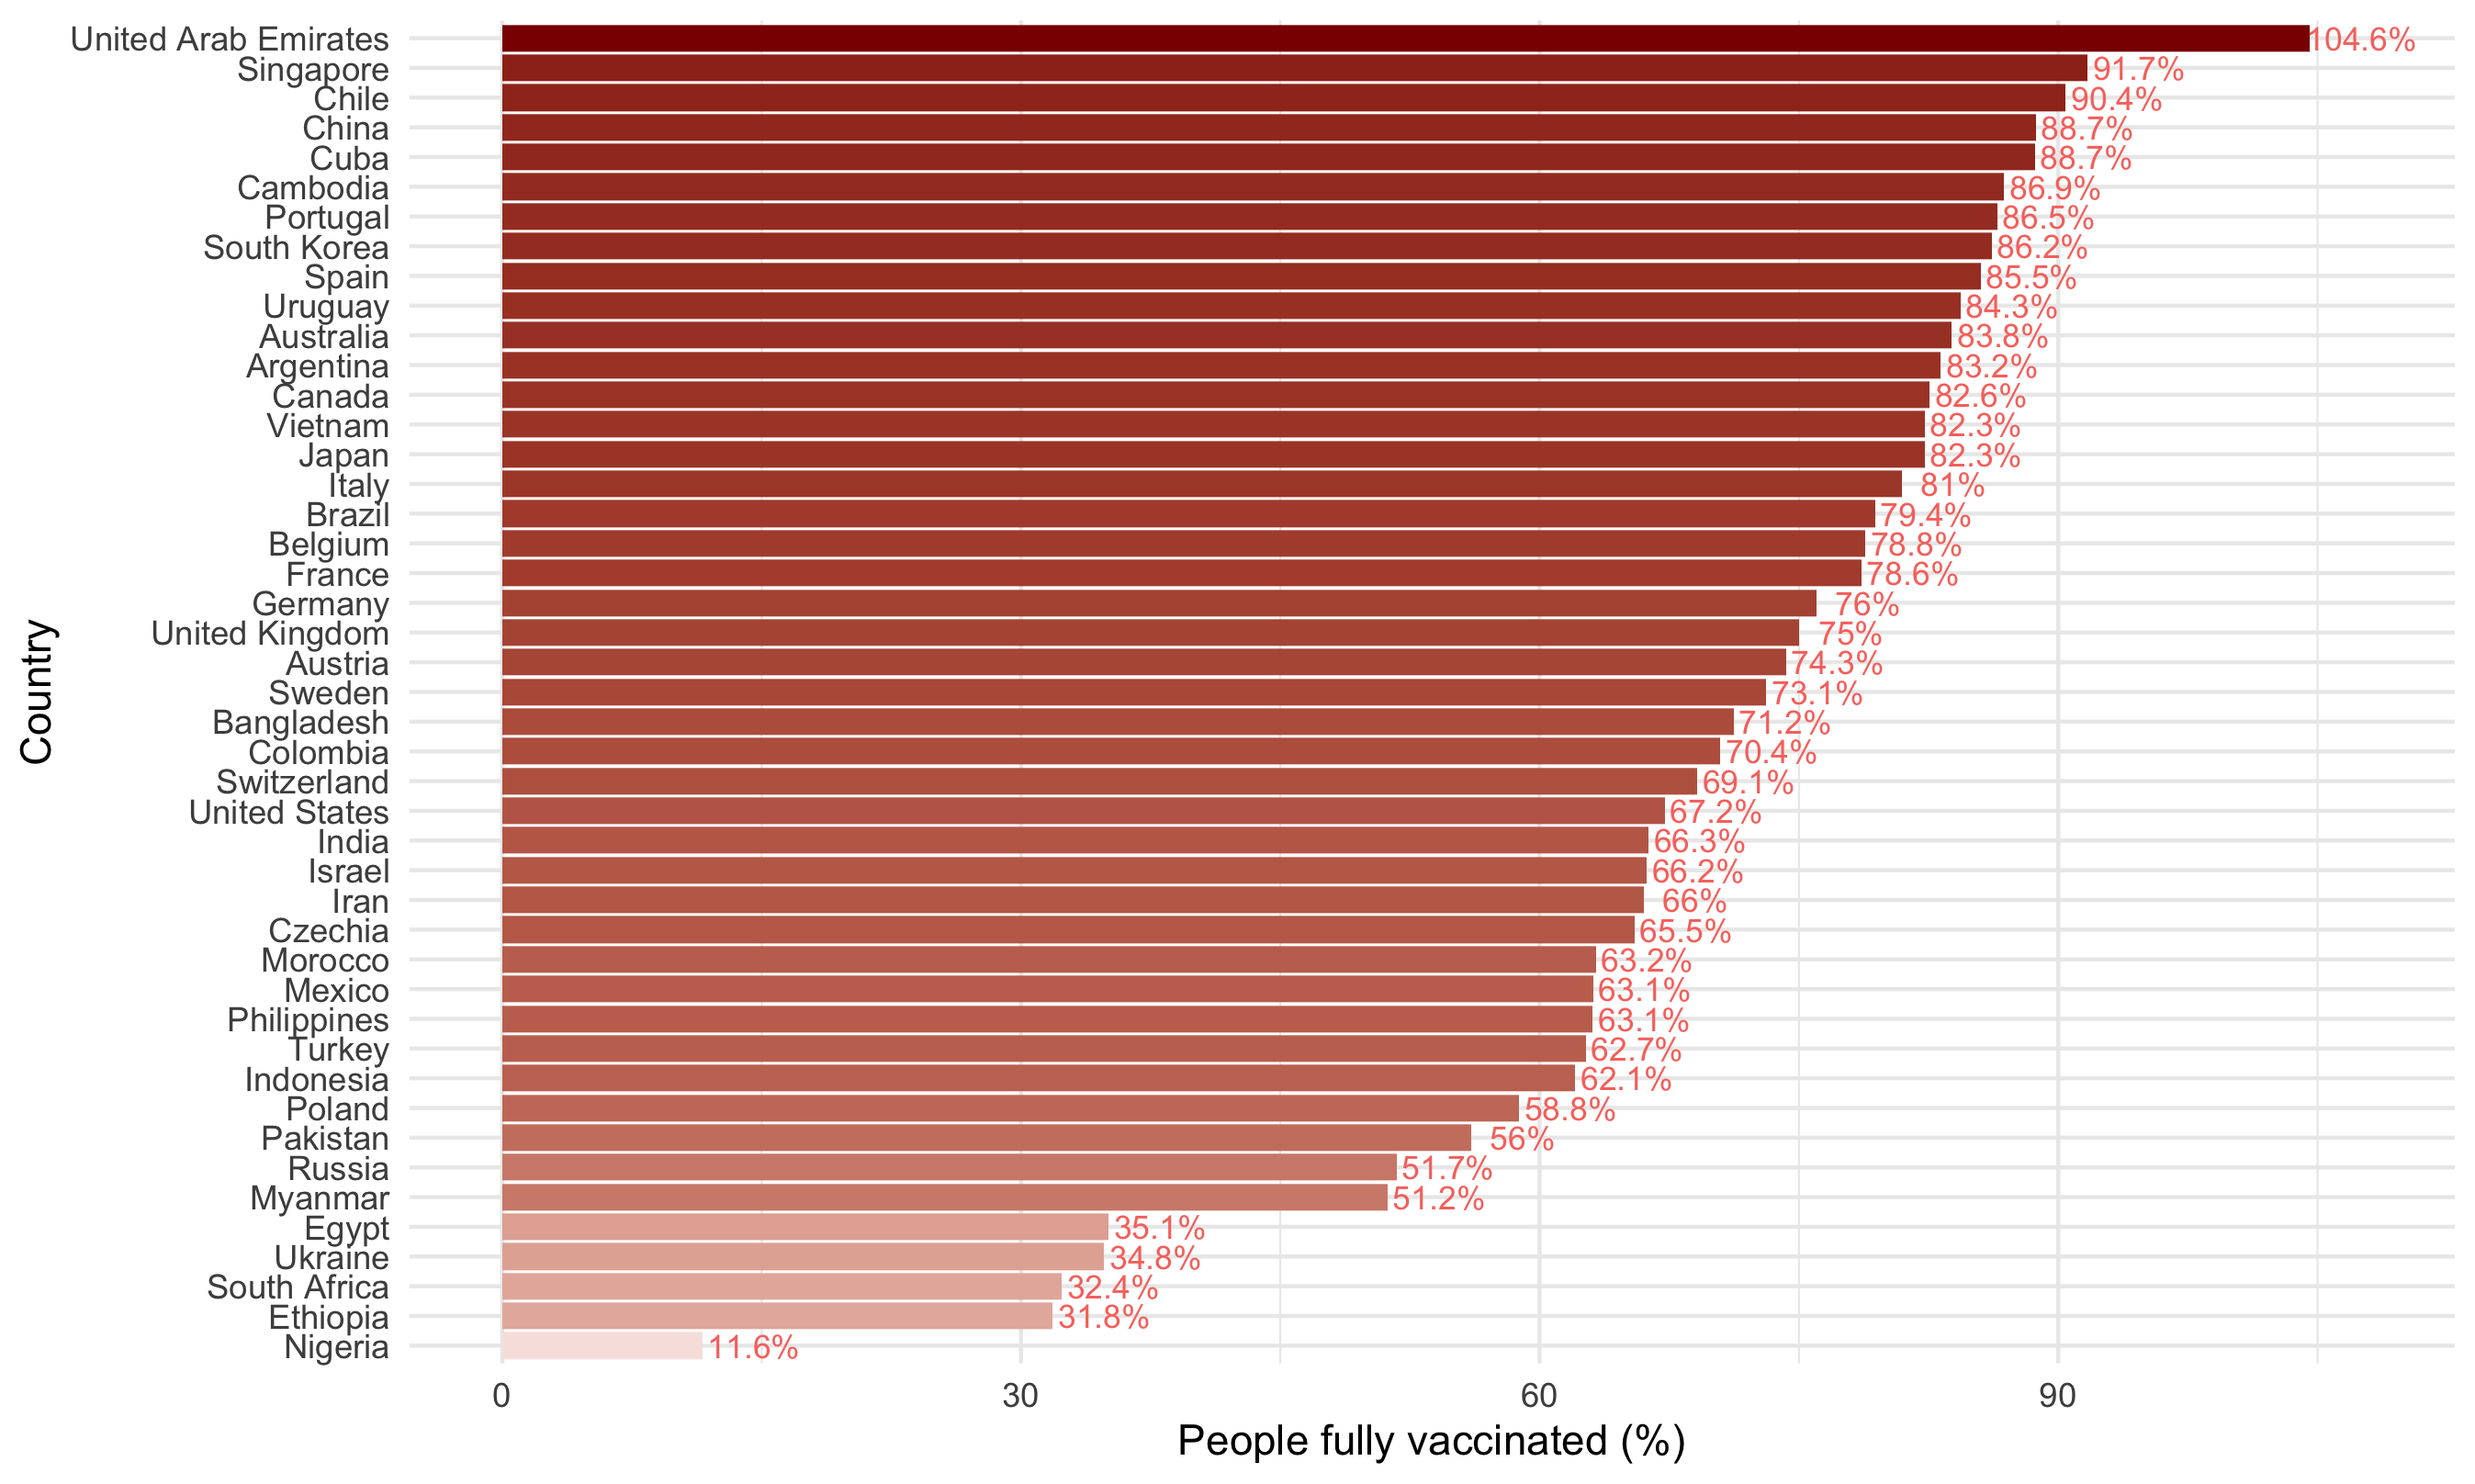 United Arab Emirates 104.6%
Singapore 91.7%
Chile 90.4%
China 88.7%
Cuba 88.7%
Cambodia 86.9%
Portugal 86.5%
South Korea 86.2%
Spain 85.5%
Uruguay 84.3%
Australia 83.8%
Argentina 83.2%
Canada 82.6%
Vietnam 82.3%
Japan 82.3%
Italy 81%
Brazil 79.4%
Belgium 78.8%
France 78.6%
Germany 76%
United Kingdom 75%
Austria 74.3%
Sweden 73.1%
Bangladesh 71.2%
Colombia 70.4%
Switzerland 69.1%
United States 67.2%
India 66.3%
Israel 66.2%
Iran 66%
Czechia 65.5%
Morocco 63.2%
Mexico 63.1%
Philippines 63.1%
Turkey 62.7%
Indonesia 62.1%
Poland 58.8%
Pakistan 56%
Russia 51.7%
Myanmar 51.2%
Egypt 35.1%
Ukraine 34.8%
South Africa 32.4%
Ethiopia 31.8%
Nigeria 11.6%
Country
0 30 60 90
People fully vaccinated (%)